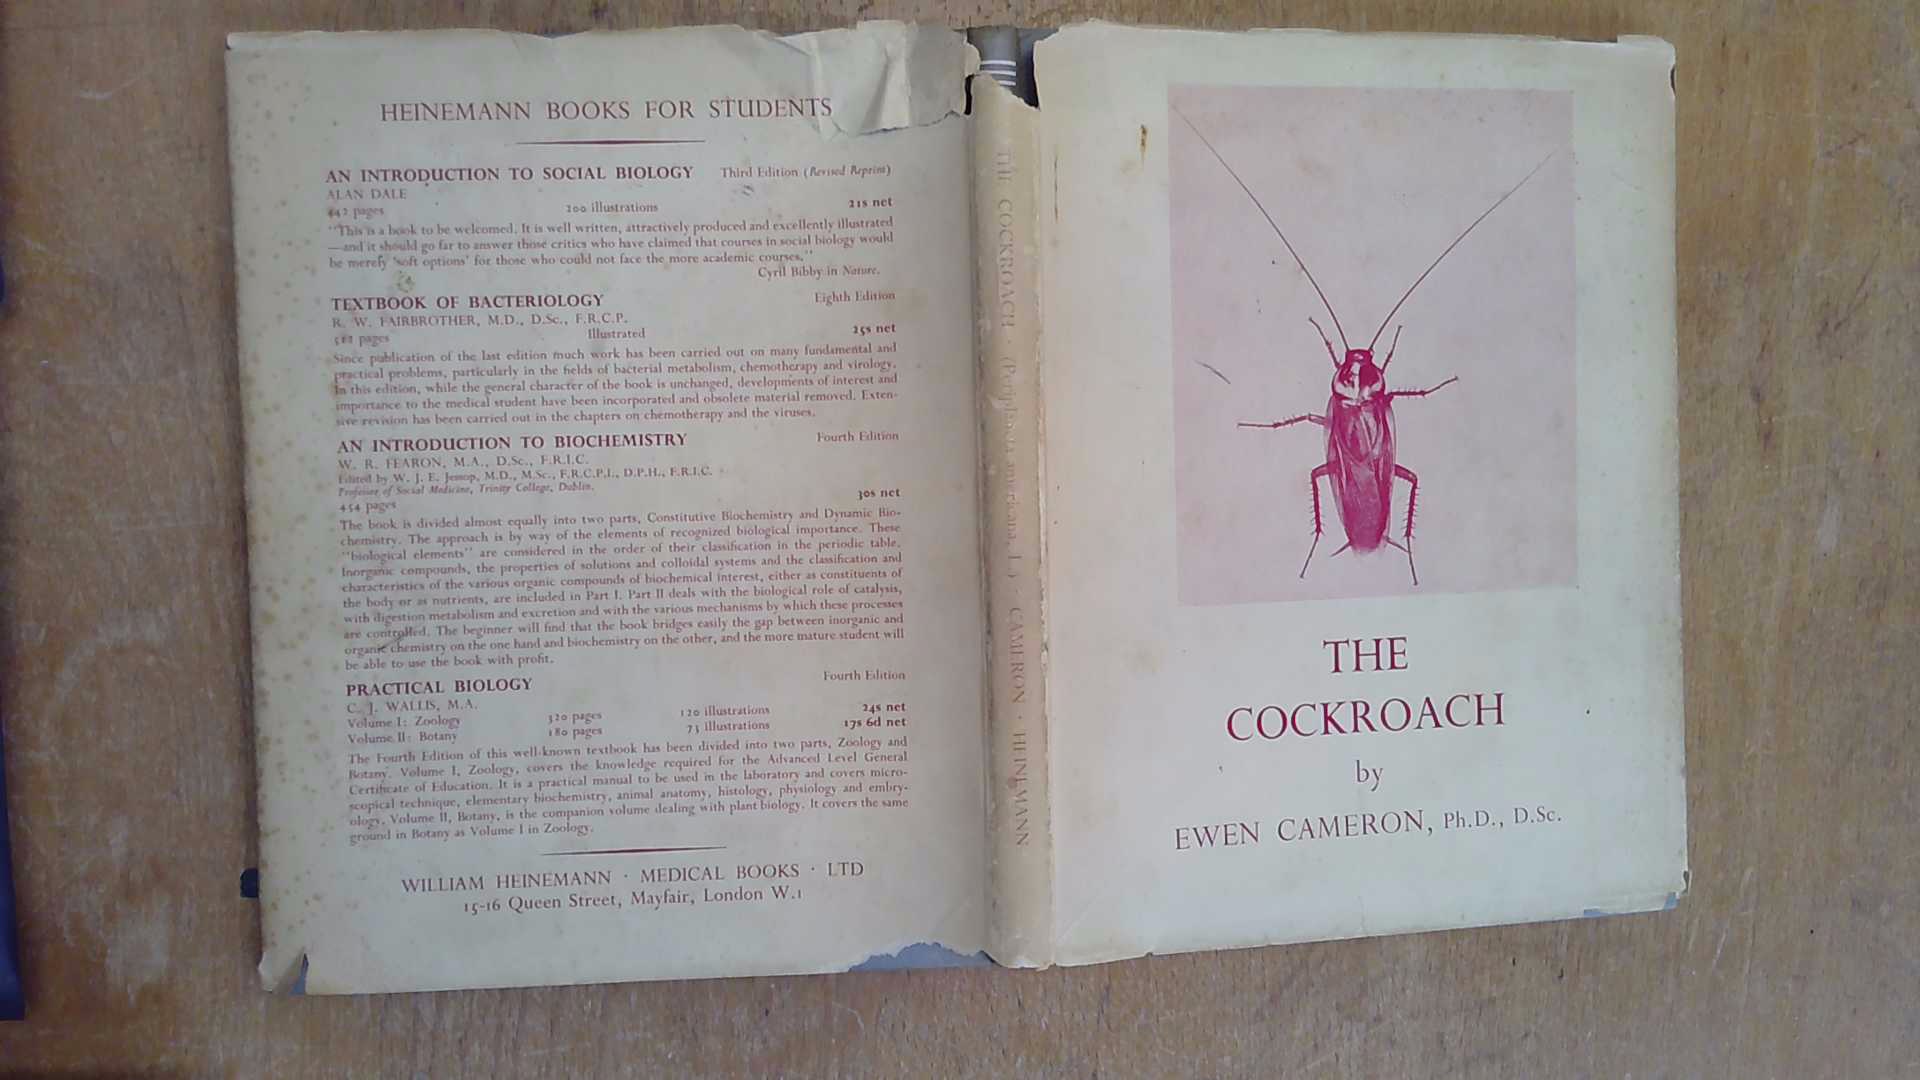 HEINEMANN BOOKS FOR STUDENTS
AN INTRODUCTION TO SOCIAL BIOLOGY Third Edition (Revised Reprint)
ALAN DALE
442 pages 200 illustrations 21s net
"This is a book to be welcomed. It is well written, attractively produced and excellently illustrated
—and it should go far to answer those critics who have claimed that courses in social biology would
be merely 'soft options' for those who could not face the more academic courses."
Cyril Bibby in Nature.
TEXTBOOK OF BACTERIOLOGY Eighth Edition
R. W. FAIRBROTHER, M.D., D.Sc., F.R.C.P.
pages Illustrated 25s net
Since publication of the last edition much work has been carried out on many fundamental and
practical problems, particularly in the fields of bacterial metabolism, chemotherapy and virology.
In this edition, while the general character of the book is unchanged, developments of interest and
importance to the medical student have been incorporated and obsolete material removed. Exten-
sive revision has been carried out in the chapters on chemotherapy and the viruses.
AN INTRODUCTION TO BIOCHEMISTRY Fourth Edition
W. R. FEARON, M.A., D.Sc., F.R.I.C.
Edited by W. J. E. Jessop, M.D., M.Sc., F.R.C.P.I., D.P.H., F.R.I.C.
Professor of Social Medicine, Trinity College, Dublin.
454 pages 30s net
The book is divided almost equally into two parts, Constitutive Biochemistry and Dynamic Bio-
chemistry. The approach is by way of the elements of recognized biological importance. These
"biological elements" are considered in the order of their classification in the periodic table.
Inorganic compounds, the properties of solutions and colloidal systems and the classification and
characteristics of the various organic compounds of biochemical interest, either as constituents of
the body or as nutrients, are included in Part I. Part II deals with the biological role of catalysis,
with digestion metabolism and excretion and with the various mechanisms by which these processes
are controlled. The beginner will find that the book bridges easily the gap between inorganic and
organic chemistry on the one hand and biochemistry on the other, and the more mature student will
be able to use the book with profit.
PRACTICAL BIOLOGY Fourth Edition
C. J. WALLIS, M.A.
Volume I: Zoology 320 pages 120 illustrations 24s net
Volume II: Botany 180 pages 73 illustrations 17s 6d net
The Fourth Edition of this well-known textbook has been divided into two parts, Zoology and
Botany. Volume I, Zoology, covers the knowledge required for the Advanced Level General
Certificate of Education. It is a practical manual to be used in the laboratory and covers micro-
scopical technique, elementary biochemistry, animal anatomy, histology, physiology and embry-
ology. Volume II, Botany, is the companion volume dealing with plant biology. It covers the same
ground in Botany as Volume I in Zoology.
WILLIAM HEINEMANN · MEDICAL BOOKS · LTD
15-16 Queen Street, Mayfair, London W.1
THE COCKROACH · (Periplaneta americana, L.) · CAMERON · HEINEMANN
THE
COCKROACH
by
EWEN CAMERON, Ph.D., D.Sc.